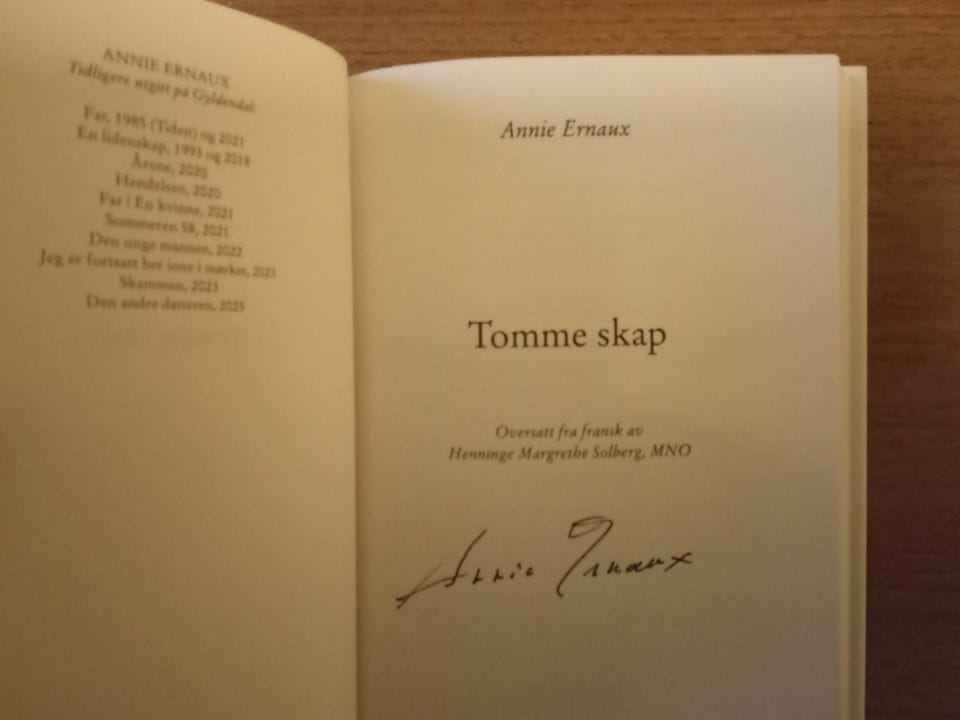 ANNIE ERNAUX
Tidligere utgitt på Gyldendal
Far, 1985 (Tiden) og 2021
En lidenskap, 1993 og 2018
Årene, 2020
Hendelsen, 2020
Far | En kvinne, 2021
Sommeren 58, 2021
Den unge mannen, 2022
Jeg er fortsatt her inne i mørket, 2023
Skammen, 2023
Den andre datteren, 2025
Annie Ernaux
Tomme skap
Oversatt fra fransk av
Henninge Margrethe Solberg, MNO
Annie Ernaux